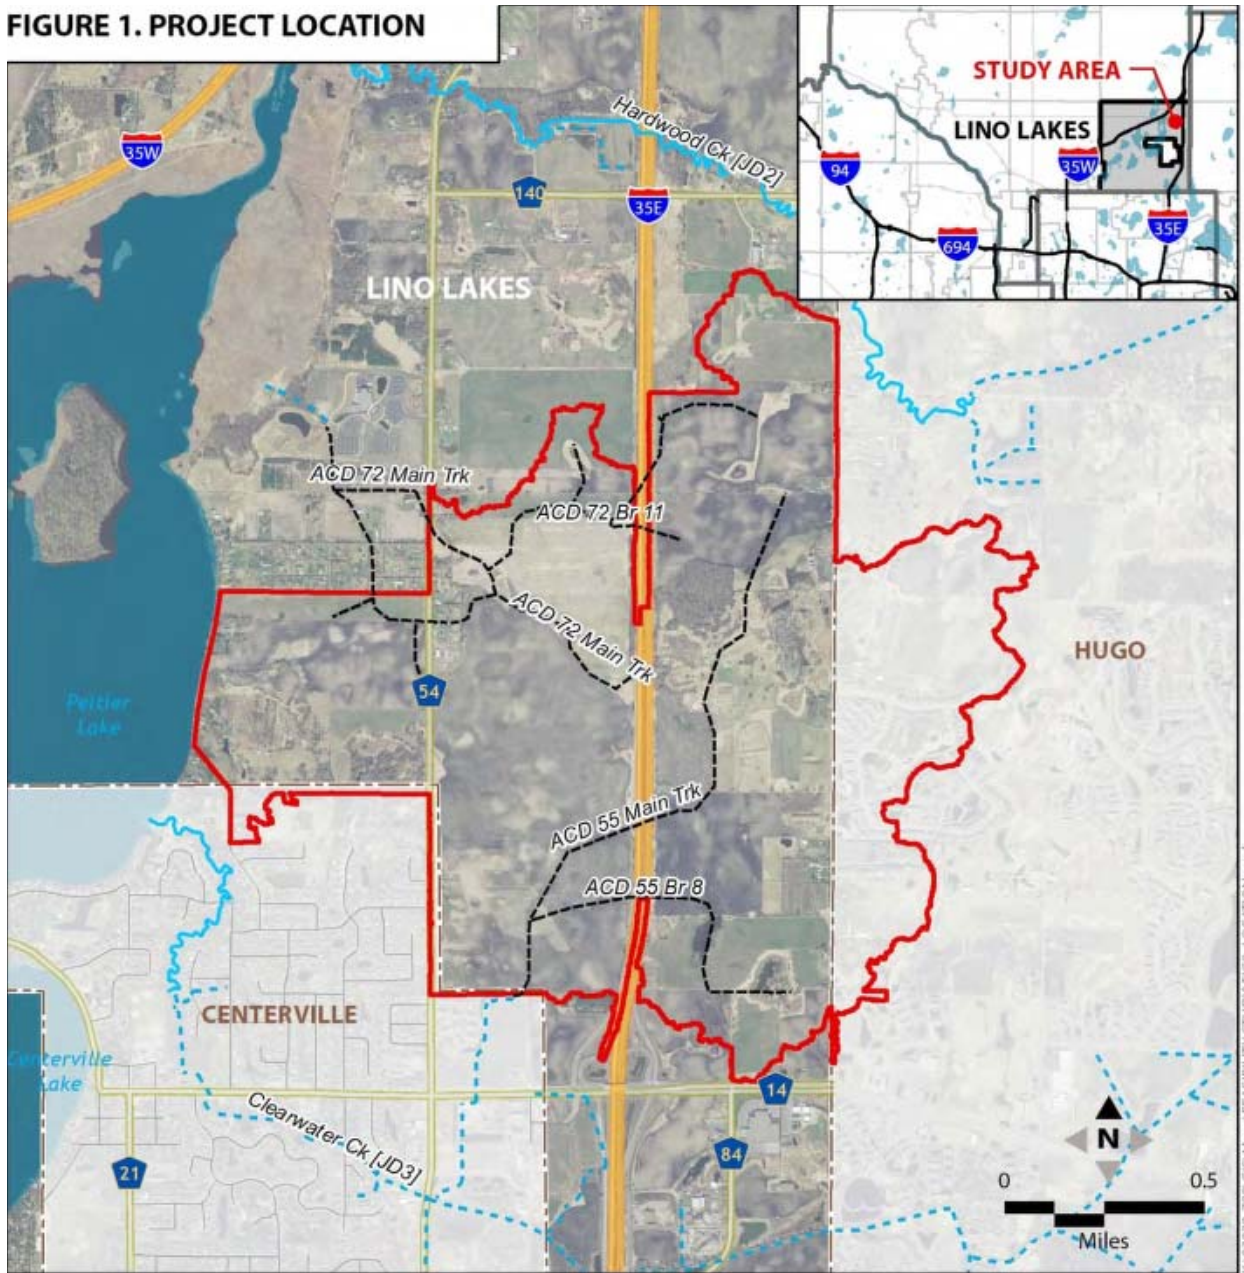 FIGURE 1. PROJECT LOCATION
STUDY AREA
LINO LAKES
94
35W
694
35E
35W
Hardwood Ck [JD2]
140
35E
LINO LAKES
ACD 72 Main Trk
ACD 72 Br 11
ACD 72 Main Trk
HUGO
54
Peltier
Lake
ACD 55 Main Trk
ACD 55 Br 8
CENTERVILLE
Centerville
Lake
Clearwater Ck [JD3]
14
84
21
N
0 0.5
Miles